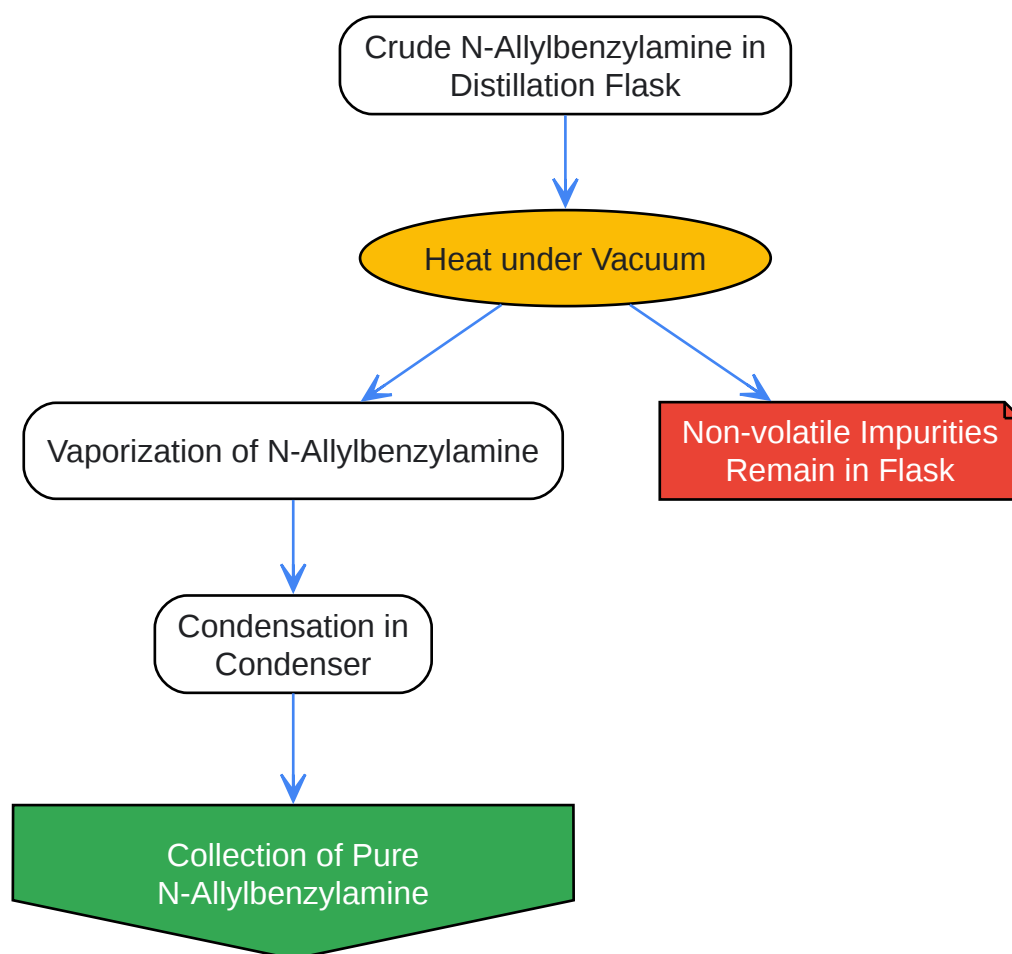 Crude N-Allylbenzylamine in
Distillation Flask
Heat under Vacuum
Vaporization of N-Allylbenzylamine
Non-volatile Impurities
Remain in Flask
Condensation in
Condenser
Collection of Pure
N-Allylbenzylamine